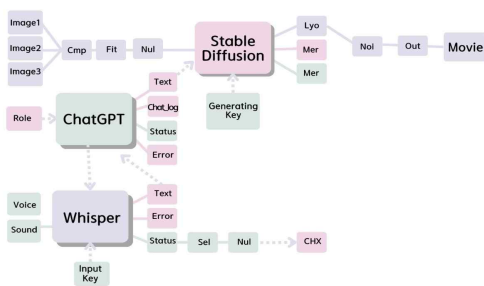 Image1
Image2
Image3
Cmp
Fit
Nul
Stable
Diffusion
Lyo
Mer
Mer
Noi
Out
Movie
Generating
Key
Role
ChatGPT
Text
Chat_log
Status
Error
Voice
Sound
Whisper
Text
Error
Status
Sel
Nul
CHX
Input
Key